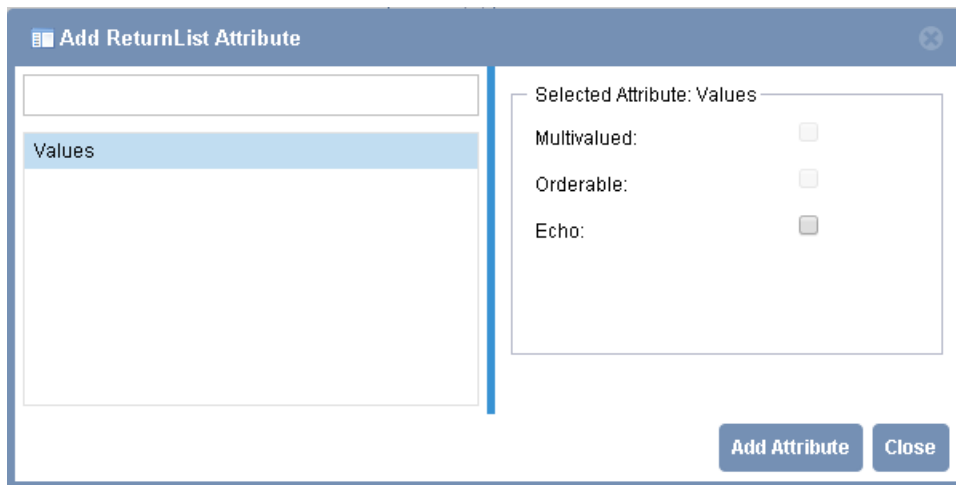 Add ReturnList Attribute
Values
Selected Attribute: Values
Multivalued:
Orderable:
Echo:
Add Attribute
Close